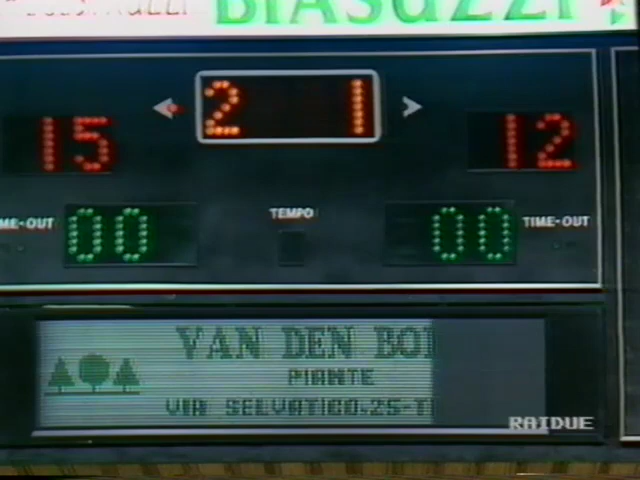 BIASUZZI
2 1
15 12
ME-OUT 00 TEMPO 00 TIME-OUT
VAN DEN BO
PIANTE
VIA SELVATICO.25-T
RAIDUE